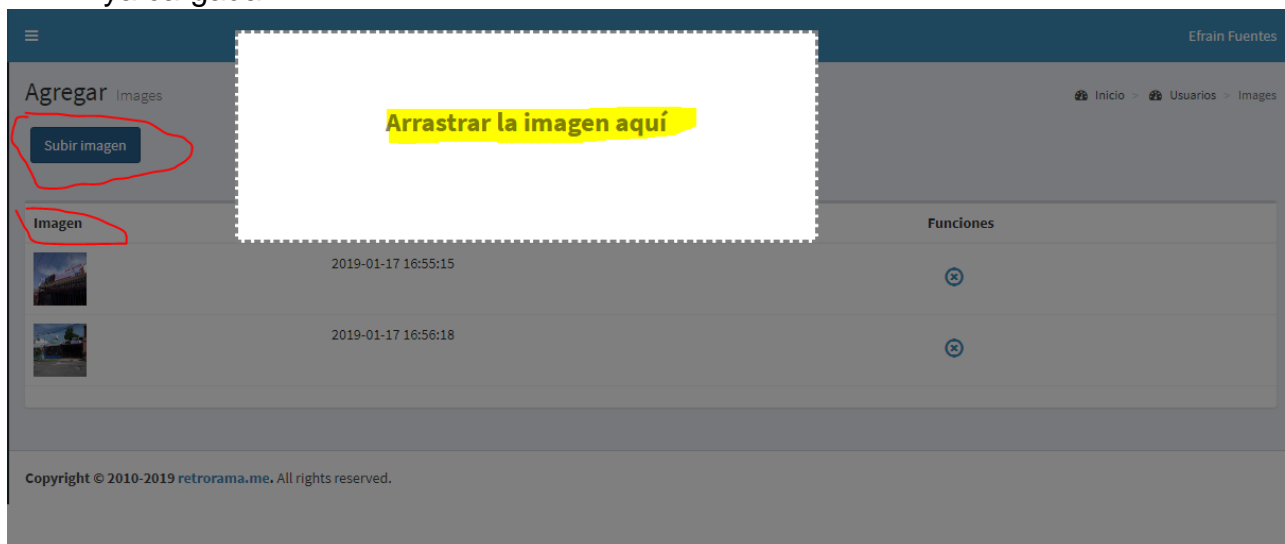 Efrain Fuentes
Agregar Images
Inicio > Usuarios > Images
Arrastrar la imagen aquí
Subir imagen
Imagen
Funciones
2019-01-17 16:55:15
2019-01-17 16:56:18
Copyright © 2010-2019 retrorama.me. All rights reserved.